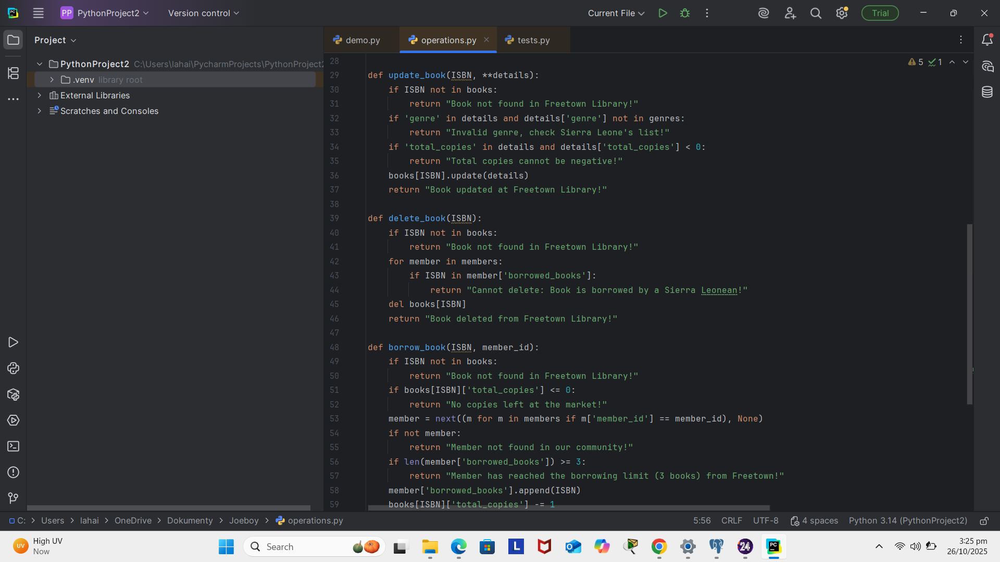 PC
PP PythonProject2
Version control
Current File
Trial
Project
demo.py
operations.py
tests.py
PythonProject2 C:\Users\lahai\PycharmProjects\PythonProject2
.venv library root
External Libraries
Scratches and Consoles
5 1
28
29 def update_book(ISBN, **details):
30 if ISBN not in books:
31 return "Book not found in Freetown Library!"
32 if 'genre' in details and details['genre'] not in genres:
33 return "Invalid genre, check Sierra Leone's list!"
34 if 'total_copies' in details and details['total_copies'] < 0:
35 return "Total copies cannot be negative!"
36 books[ISBN].update(details)
37 return "Book updated at Freetown Library!"
38
39 def delete_book(ISBN):
40 if ISBN not in books:
41 return "Book not found in Freetown Library!"
42 for member in members:
43 if ISBN in member['borrowed_books']:
44 return "Cannot delete: Book is borrowed by a Sierra Leonean!"
45 del books[ISBN]
46 return "Book deleted from Freetown Library!"
47
48 def borrow_book(ISBN, member_id):
49 if ISBN not in books:
50 return "Book not found in Freetown Library!"
51 if books[ISBN]['total_copies'] <= 0:
52 return "No copies left at the market!"
53 member = next((m for m in members if m['member_id'] == member_id), None)
54 if not member:
55 return "Member not found in our community!"
56 if len(member['borrowed_books']) >= 3:
57 return "Member has reached the borrowing limit (3 books) from Freetown!"
58 member['borrowed_books'].append(ISBN)
59 books[ISBN]['total_copies'] -= 1
C: > Users > lahai > OneDrive > Dokumenty > Joeboy > operations.py
5:56 CRLF UTF-8 4 spaces Python 3.14 (PythonProject2)
UV
High UV
Now
Search
L
24
PC
3:25 pm
26/10/2025